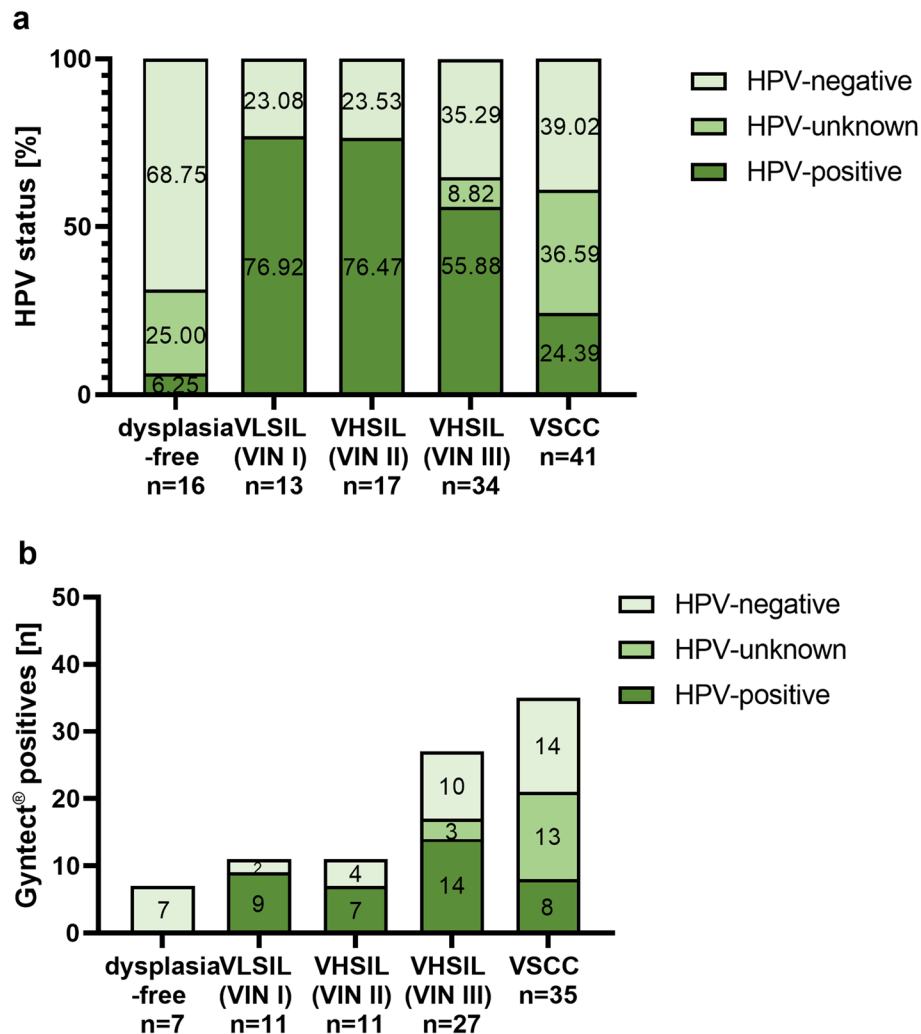 a
HPV status [%]
100
50
0
68.75
25.00
6.25
23.08
76.92
23.53
76.47
35.29
8.82
55.88
39.02
36.59
24.39
HPV-negative
HPV-unknown
HPV-positive
dysplasia
-free
n=16
VLSIL
(VIN I)
n=13
VHSIL
(VIN II)
n=17
VHSIL
(VIN III)
n=34
VSCC
n=41
b
Gyntect® positives [n]
50
40
30
20
10
0
7
2
9
4
7
10
3
14
14
13
8
HPV-negative
HPV-unknown
HPV-positive
dysplasia
-free
n=7
VLSIL
(VIN I)
n=11
VHSIL
(VIN II)
n=11
VHSIL
(VIN III)
n=27
VSCC
n=35